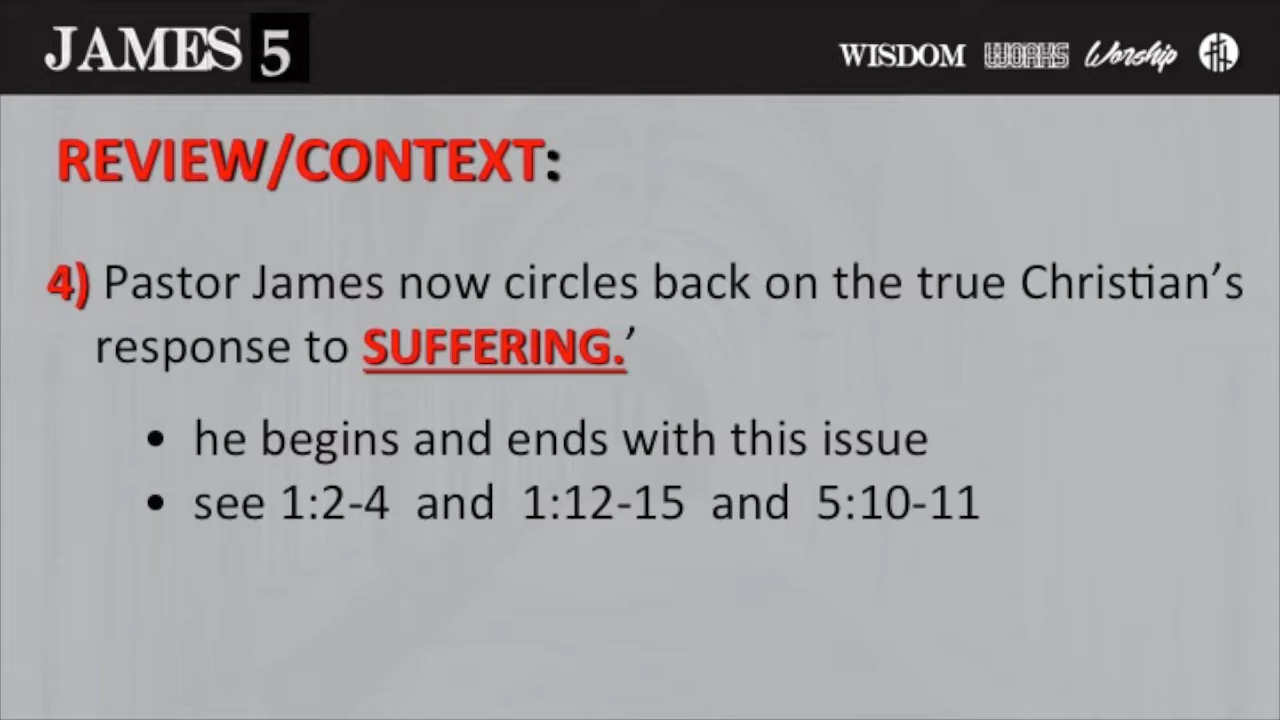 JAMES 5
WISDOM WORKS Worship
REVIEW/CONTEXT:
4) Pastor James now circles back on the true Christian’s
response to SUFFERING.’
• he begins and ends with this issue
• see 1:2-4 and 1:12-15 and 5:10-11